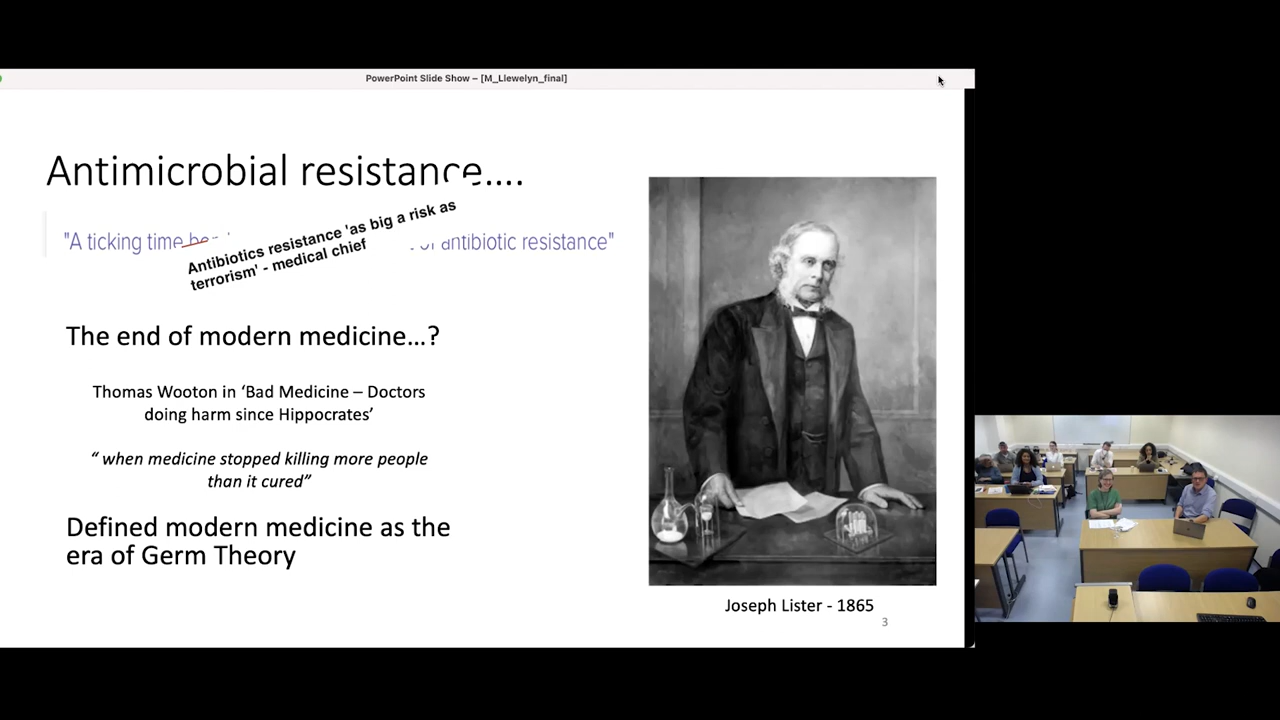 PowerPoint Slide Show – [M_Llewelyn_final]
Antimicrobial resistance....
"A ticking time
of antibiotic resistance"
Antibiotics resistance 'as big a risk as
terrorism' - medical chief
The end of modern medicine…?
Thomas Wooton in ‘Bad Medicine – Doctors
doing harm since Hippocrates’
“ when medicine stopped killing more people
than it cured”
Defined modern medicine as the
era of Germ Theory
Joseph Lister - 1865
3